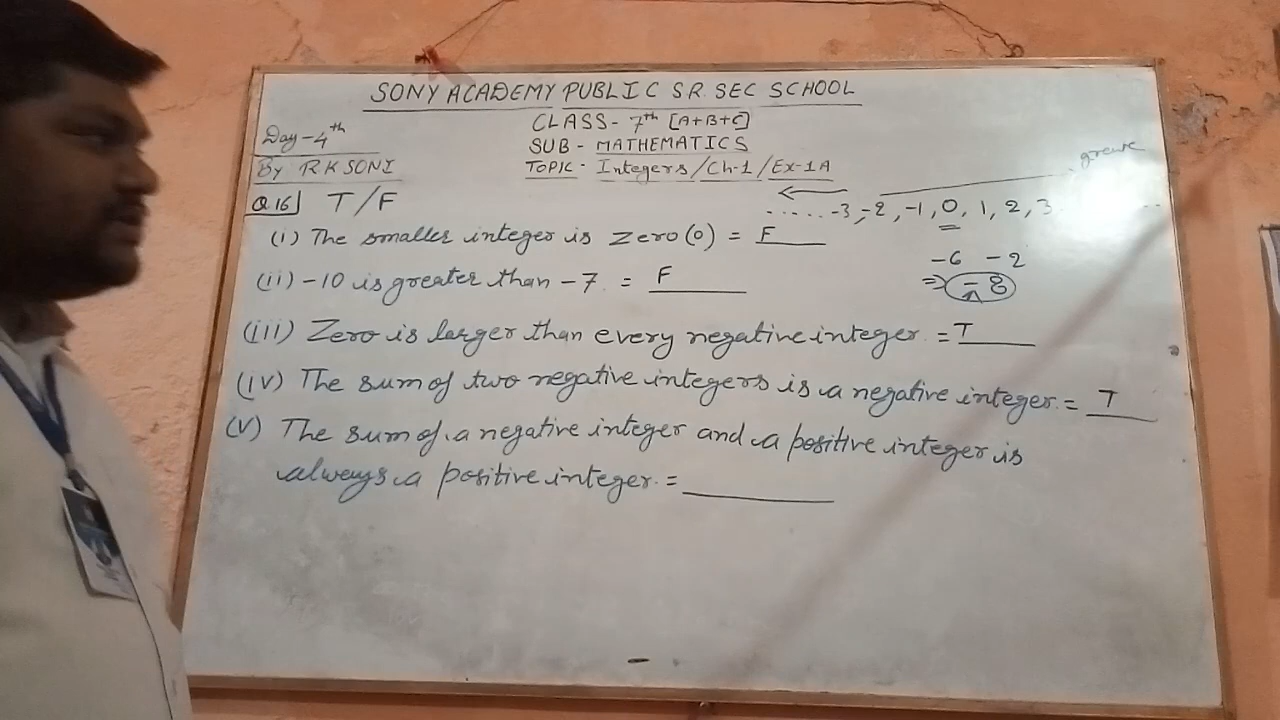 SONY ACADEMY PUBLIC SR. SEC SCHOOL
CLASS- 7th [A+B+C]
Day-4th
SUB- MATHEMATICS
By RK SONI
TOPIC- Integers/Ch-1/Ex-1A
Q.16] T/F
.....-3,-2,-1,0,1,2,3
(i) The smaller integer is zero(0) = F
-6 -2
(ii) -10 is greater than -7. = F
⇒ -8
(iii) Zero is larger than every negative integer. = T
(iv) The sum of two negative integers is a negative integer. = T
(v) The sum of a negative integer and a positive integer is
always a positive integer. = ______